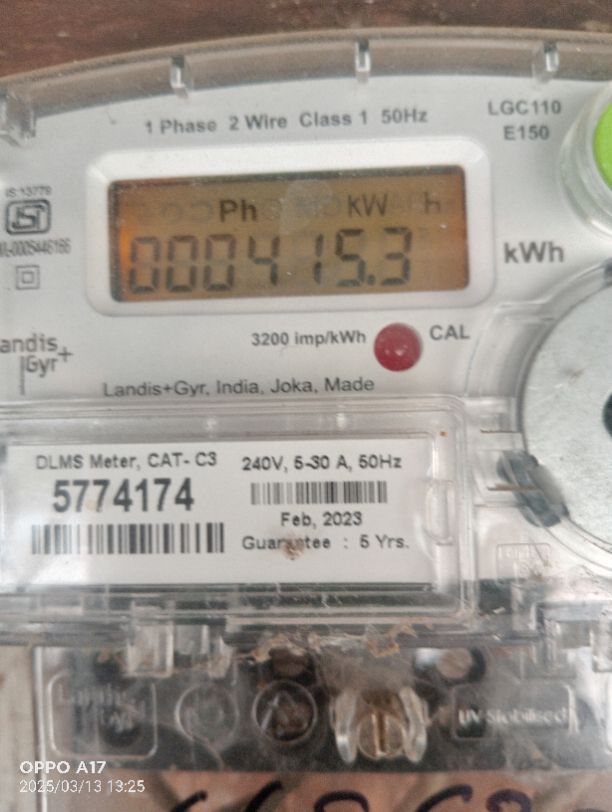 1 Phase 2 Wire Class 1 50Hz
LGC110
E150
IS:13779
Ph kW h
000415.3
kWh
3200 imp/kWh
CAL
andis
Gyr+
Landis+Gyr, India, Joka, Made
DLMS Meter, CAT- C3
240V, 5-30 A, 50Hz
5774174
Feb, 2023
Guarantee : 5 Yrs.
UV Stabilised
OPPO A17
2025/03/13 13:25